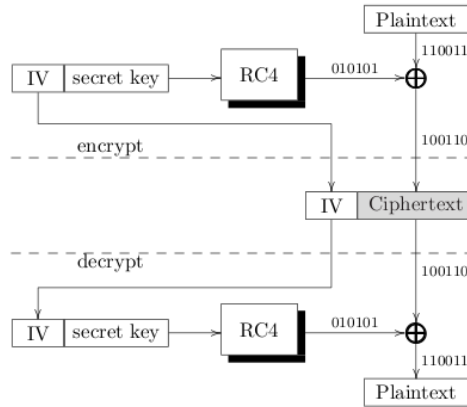 Plaintext
110011
IV secret key RC4 010101
encrypt
100110
IV Ciphertext
decrypt
100110
IV secret key RC4 010101
110011
Plaintext